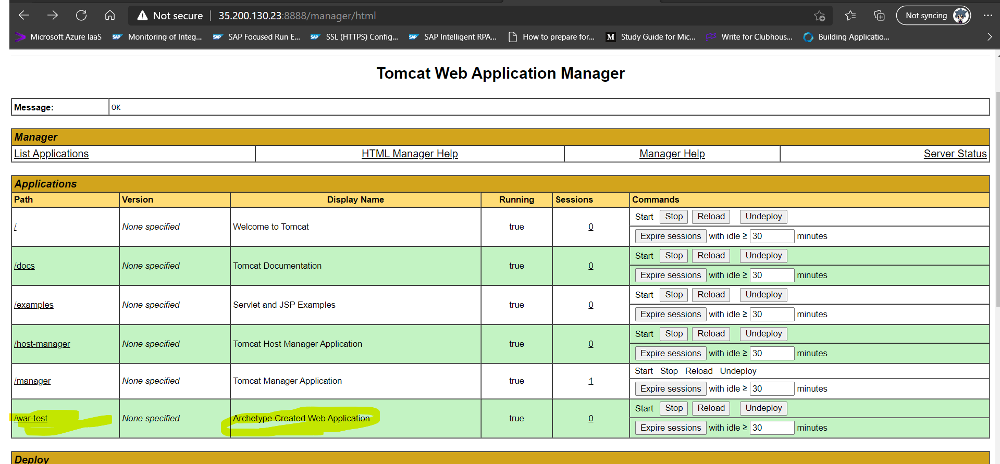 Not secure 35.200.130.23:8888/manager/html Not syncing
Microsoft Azure IaaS Monitoring of Integ... SAP Focused Run E... SSL (HTTPS) Config... SAP Intelligent RPA... How to prepare for... M Study Guide for Mic... Write for Clubhous... Building Applicatio...
Tomcat Web Application Manager
Message: OK
Manager
List Applications HTML Manager Help Manager Help Server Status
Applications
Path Version Display Name Running Sessions Commands
/ None specified Welcome to Tomcat true 0 Start Stop Reload Undeploy
Expire sessions with idle ≥ 30 minutes
/docs None specified Tomcat Documentation true 0 Start Stop Reload Undeploy
Expire sessions with idle ≥ 30 minutes
/examples None specified Servlet and JSP Examples true 0 Start Stop Reload Undeploy
Expire sessions with idle ≥ 30 minutes
/host-manager None specified Tomcat Host Manager Application true 0 Start Stop Reload Undeploy
Expire sessions with idle ≥ 30 minutes
/manager None specified Tomcat Manager Application true 1 Start Stop Reload Undeploy
Expire sessions with idle ≥ 30 minutes
/war-test None specified Archetype Created Web Application true 0 Start Stop Reload Undeploy
Expire sessions with idle ≥ 30 minutes
Deploy